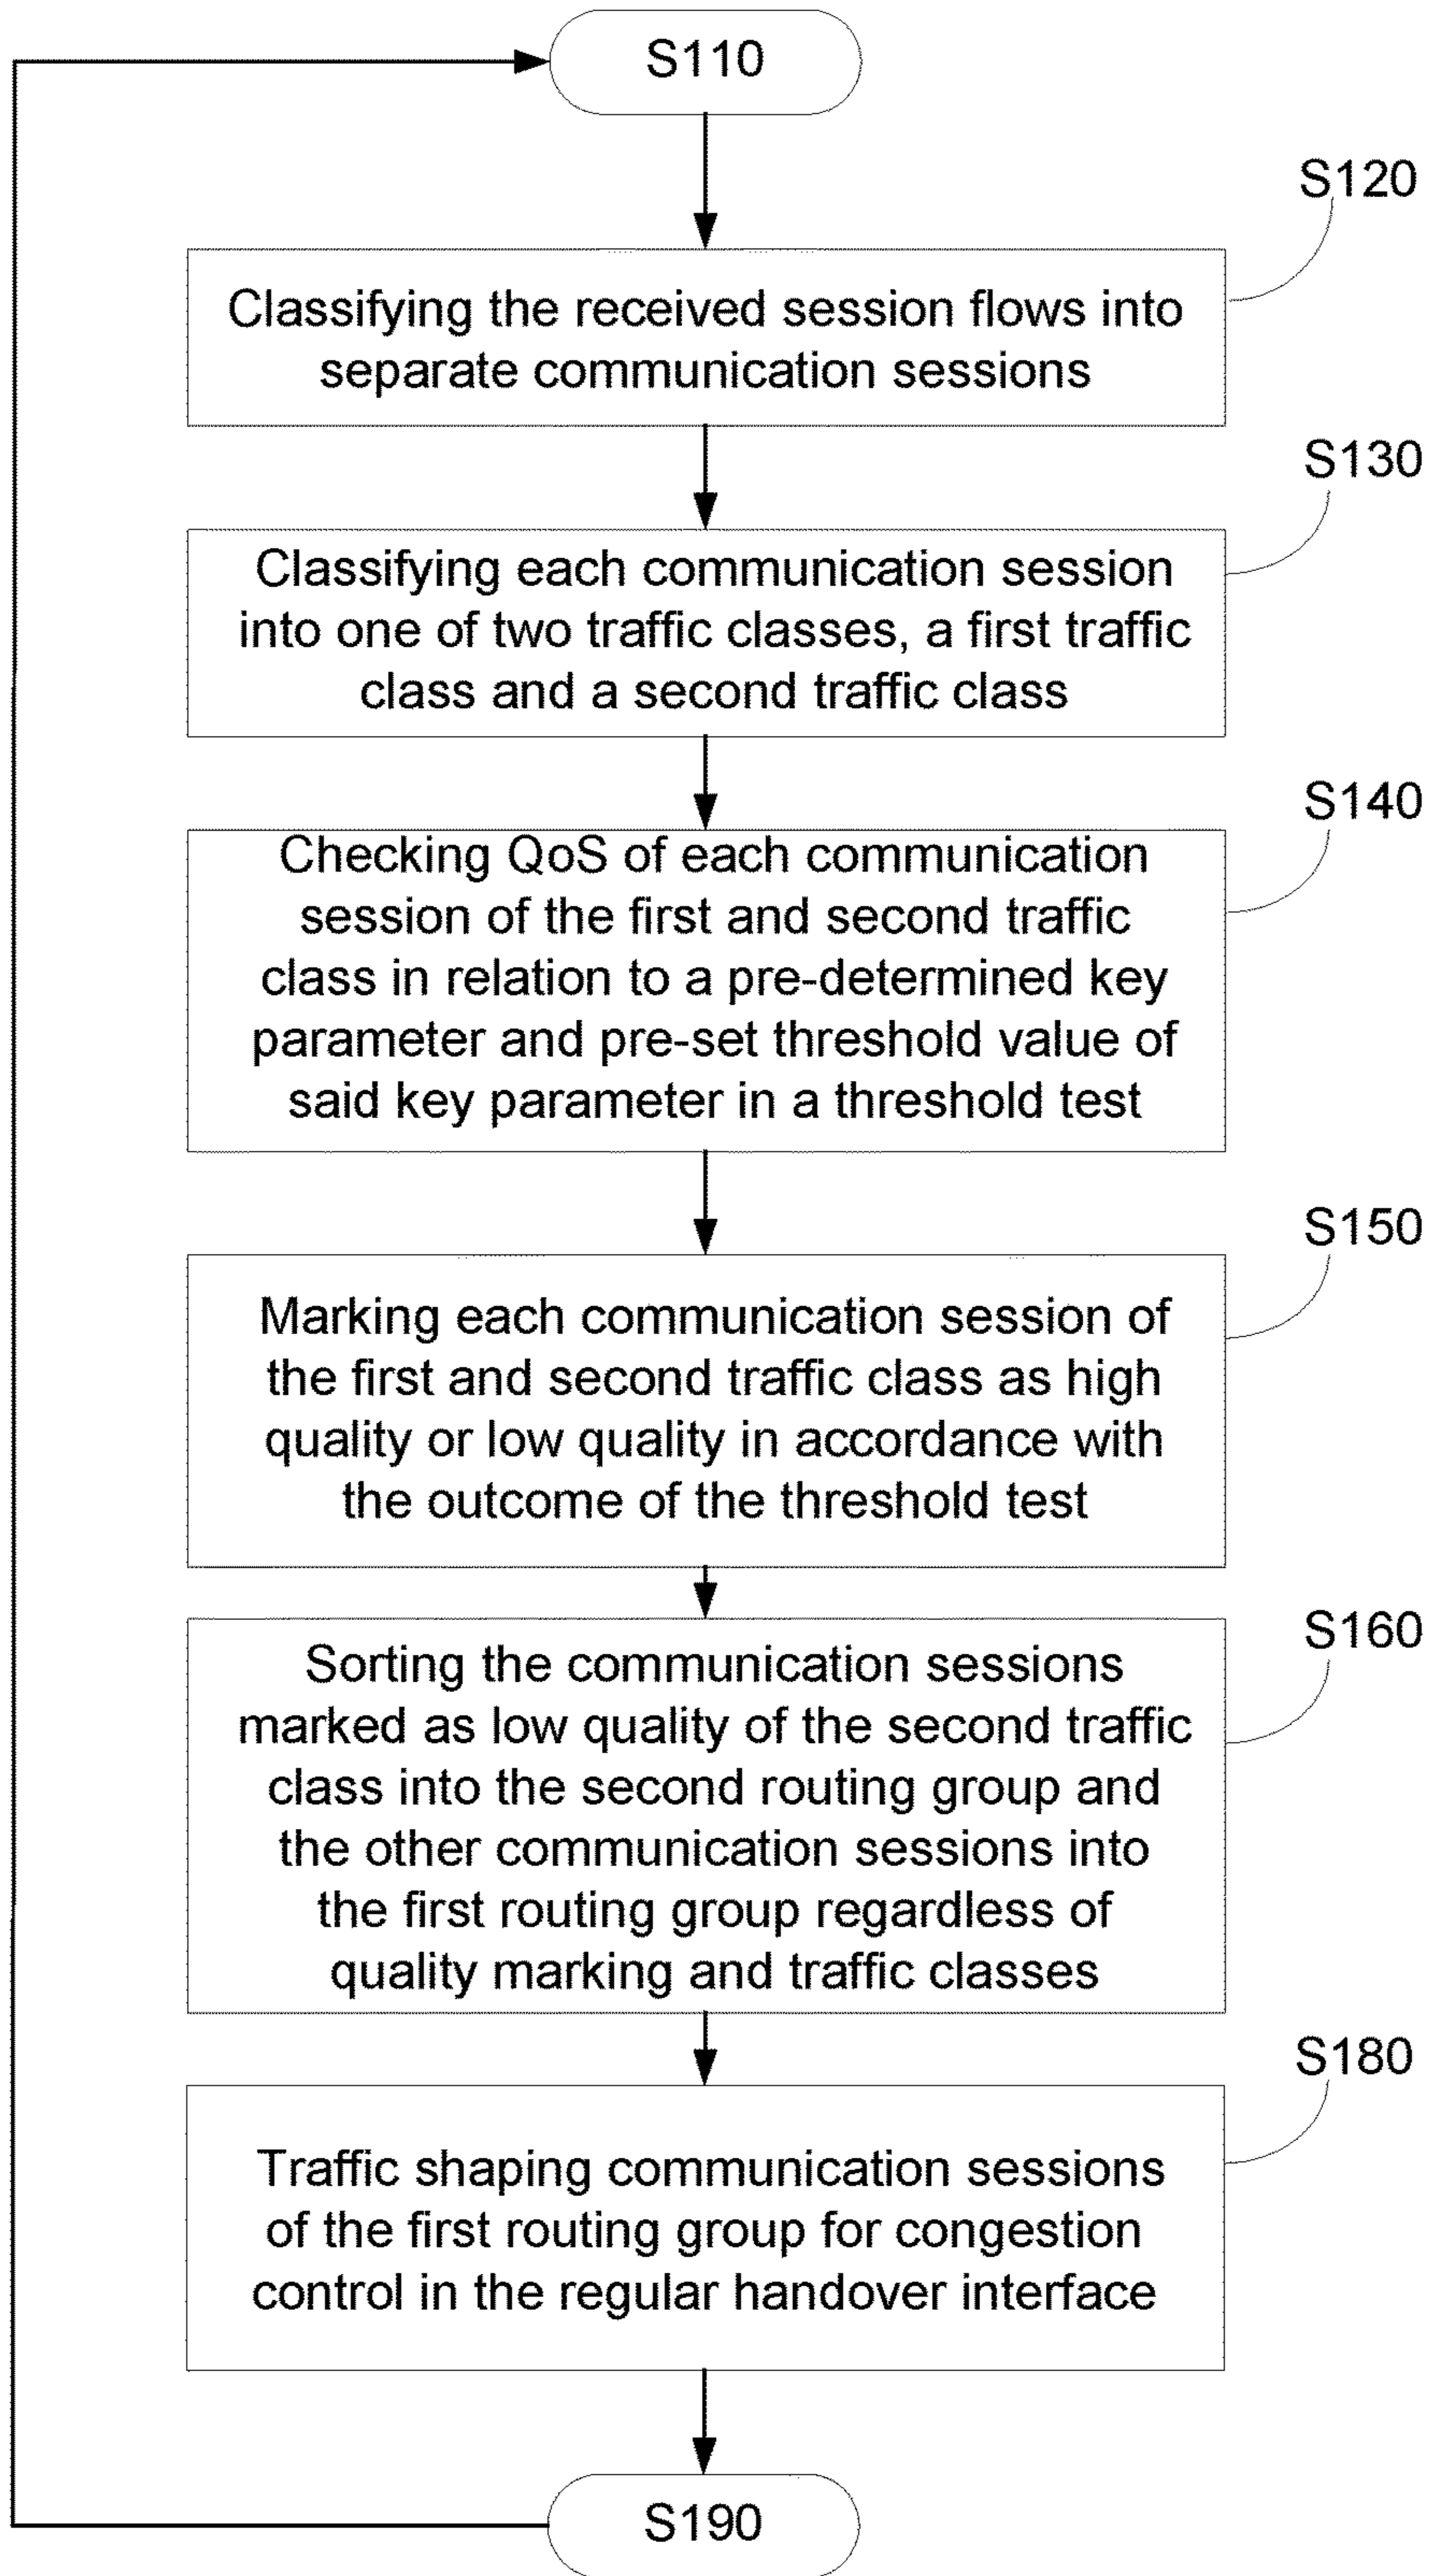 S110
S120
Classifying the received session flows into
separate communication sessions
S130
Classifying each communication session
into one of two traffic classes, a first traffic
class and a second traffic class
S140
Checking QoS of each communication
session of the first and second traffic
class in relation to a pre-determined key
parameter and pre-set threshold value of
said key parameter in a threshold test
S150
Marking each communication session of
the first and second traffic class as high
quality or low quality in accordance with
the outcome of the threshold test
S160
Sorting the communication sessions
marked as low quality of the second traffic
class into the second routing group and
the other communication sessions into
the first routing group regardless of
quality marking and traffic classes
S180
Traffic shaping communication sessions
of the first routing group for congestion
control in the regular handover interface
S190